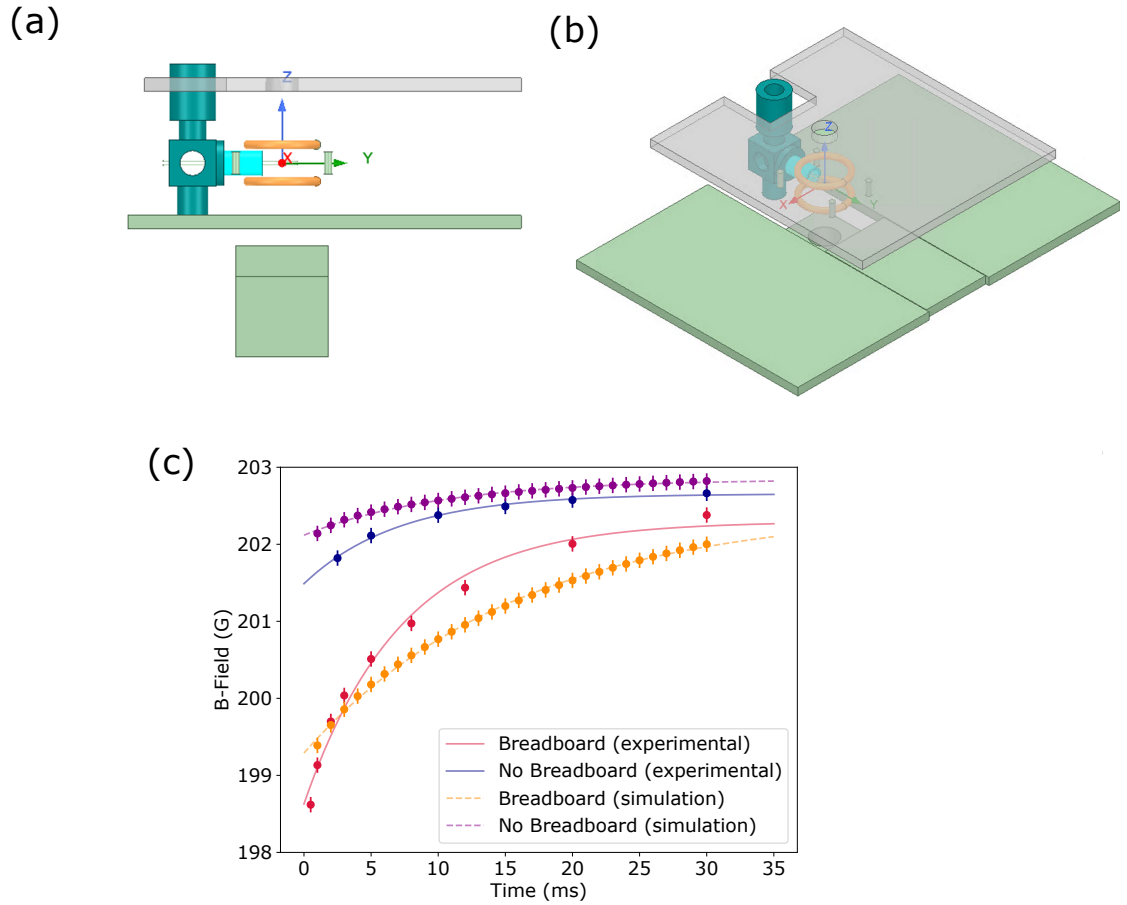 (a)
Z
X
Y
(b)
Z
X
Y
(c)
B-Field (G)
203
202
201
200
199
198
Breadboard (experimental)
No Breadboard (experimental)
Breadboard (simulation)
No Breadboard (simulation)
0 5 10 15 20 25 30 35
Time (ms)